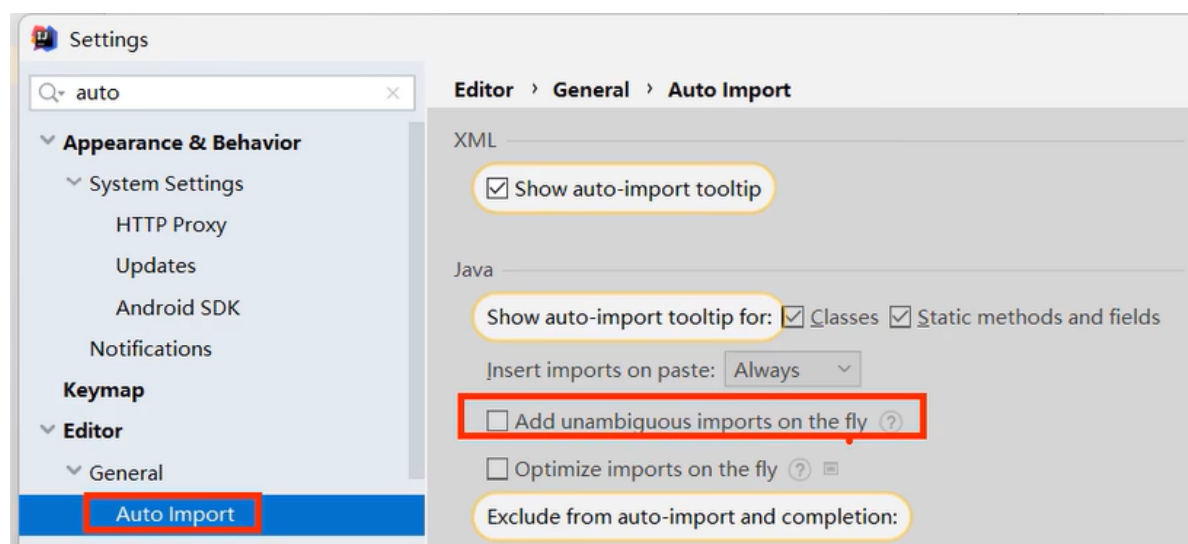 Settings
auto
Editor › General › Auto Import
Appearance & Behavior
System Settings
HTTP Proxy
Updates
Android SDK
Notifications
Keymap
Editor
General
Auto Import
XML
Show auto-import tooltip
Java
Show auto-import tooltip for: Classes Static methods and fields
Insert imports on paste: Always
Add unambiguous imports on the fly ?
Optimize imports on the fly ?
Exclude from auto-import and completion: